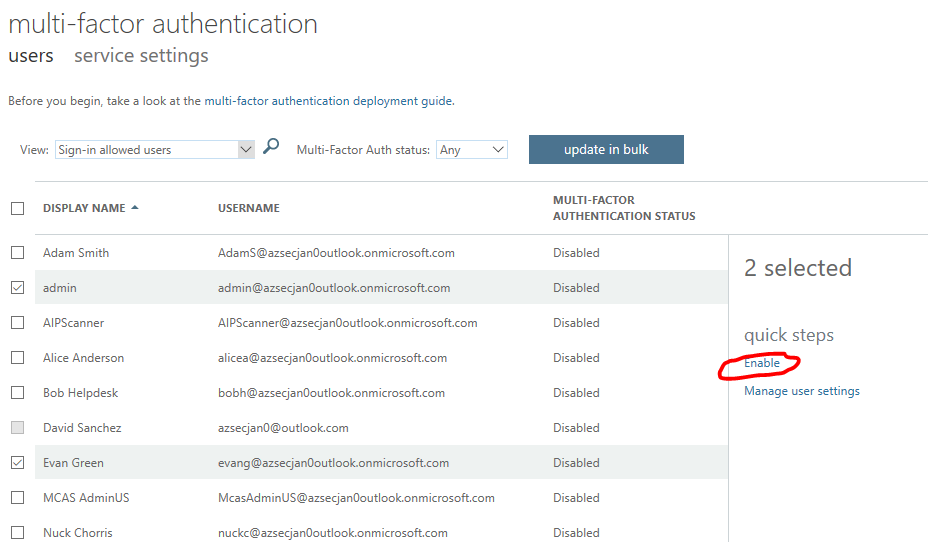 multi-factor authentication
users service settings
Before you begin, take a look at the multi-factor authentication deployment guide.
View: Sign-in allowed users Multi-Factor Auth status: Any update in bulk
DISPLAY NAME USERNAME MULTI-FACTOR AUTHENTICATION STATUS
Adam Smith AdamS@azsecjan0outlook.onmicrosoft.com Disabled
admin admin@azsecjan0outlook.onmicrosoft.com Disabled
AIPScanner AIPScanner@azsecjan0outlook.onmicrosoft.com Disabled
Alice Anderson alicea@azsecjan0outlook.onmicrosoft.com Disabled
Bob Helpdesk bobh@azsecjan0outlook.onmicrosoft.com Disabled
David Sanchez azsecjan0@outlook.com Disabled
Evan Green evang@azsecjan0outlook.onmicrosoft.com Disabled
MCAS AdminUS McasAdminUS@azsecjan0outlook.onmicrosoft.com Disabled
Nuck Chorris nuckc@azsecjan0outlook.onmicrosoft.com Disabled
2 selected
quick steps
Enable
Manage user settings